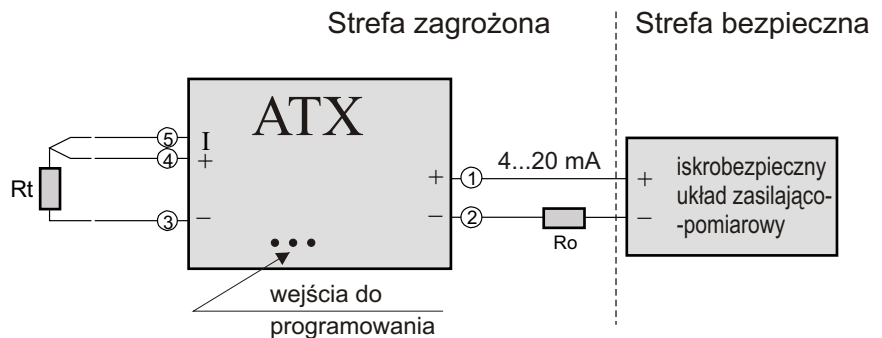 Strefa zagrożona
Strefa bezpieczna
ATX
5
I
4
+
Rt
3
−
+
1
4...20 mA
−
2
Ro
+
−
iskrobezpieczny
układ zasilająco-
-pomiarowy
wejścia do
programowania